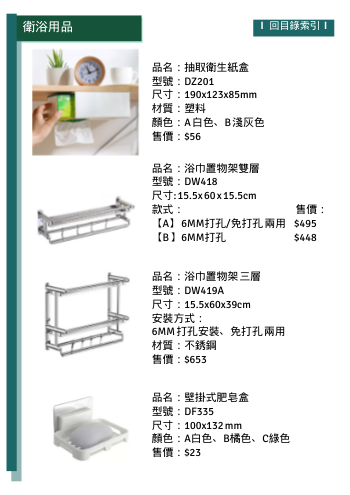 衛浴用品
I 回目錄索引 I
品名：抽取衛生紙盒
型號：DZ201
尺寸：190x123x85mm
材質：塑料
顏色：A白色、B淺灰色
售價：$56
品名：浴巾置物架雙層
型號：DW418
尺寸:15.5x60x15.5cm
款式： 售價：
【A】6MM打孔/免打孔兩用 $495
【B】6MM打孔 $448
品名：浴巾置物架三層
型號：DW419A
尺寸：15.5x60x39cm
安裝方式：
6MM打孔安裝、免打孔兩用
材質：不銹鋼
售價：$653
品名：壁掛式肥皂盒
型號：DF335
尺寸：100x132mm
顏色：A白色、B橘色、C綠色
售價：$23